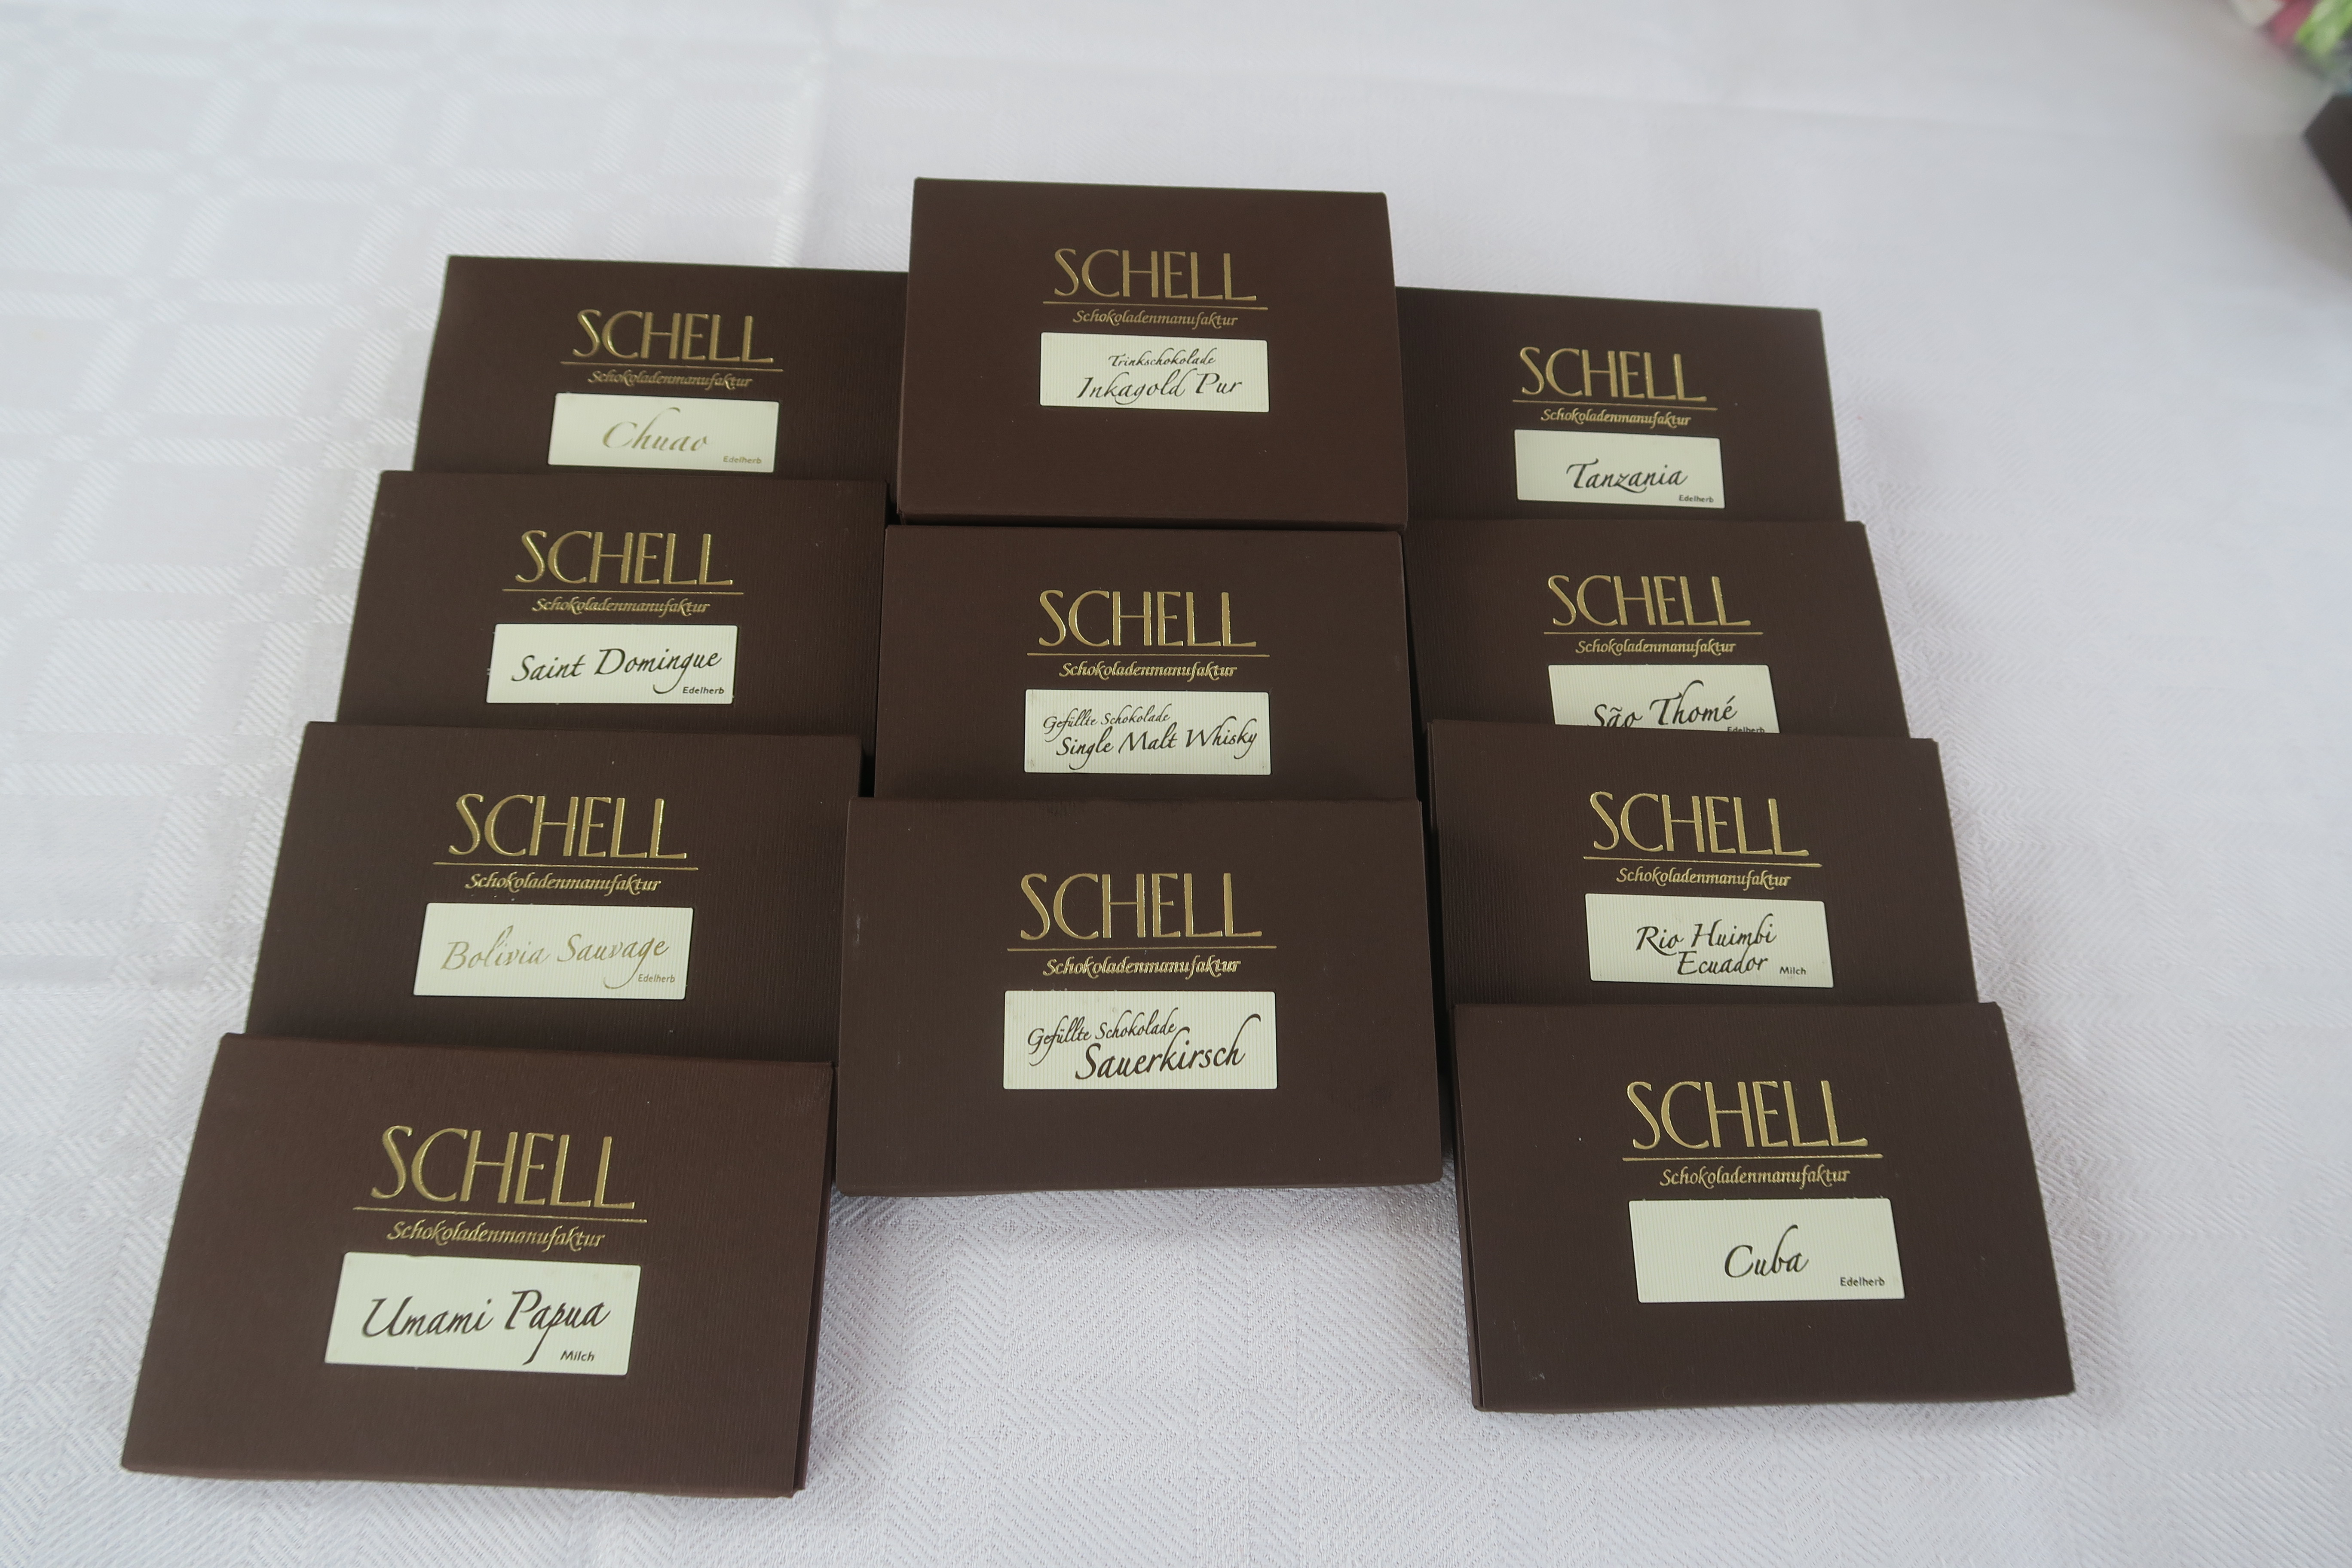 SCHELL
Schokoladenmanufaktur
Chuao
Edelherb
SCHELL
Schokoladenmanufaktur
Trinkschokolade
Inkagold Pur
SCHELL
Schokoladenmanufaktur
Tanzania
Edelherb
SCHELL
Schokoladenmanufaktur
Saint Domingue
Edelherb
SCHELL
Schokoladenmanufaktur
Gefüllte Schokolade
Single Malt Whisky
SCHELL
Schokoladenmanufaktur
São Thomé
Edelherb
SCHELL
Schokoladenmanufaktur
Bolivia Sauvage
Edelherb
SCHELL
Schokoladenmanufaktur
Gefüllte Schokolade
Sauerkirsch
SCHELL
Schokoladenmanufaktur
Rio Huimbi
Ecuador Milch
SCHELL
Schokoladenmanufaktur
Umami Papua
Milch
SCHELL
Schokoladenmanufaktur
Cuba
Edelherb